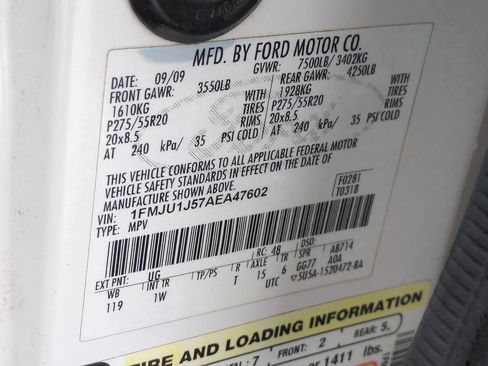 MFD. BY FORD MOTOR CO.
DATE: 09/09 GVWR: 7500LB/ 3402KG
FRONT GAWR: 3550LB REAR GAWR: 4250LB
1610KG WITH 1928KG WITH
P275/55R20 TIRES P275/55R20 TIRES
20x8.5 RIMS 20x8.5 RIMS
AT 240 kPa/ 35 PSI COLD AT 240 kPa/ 35 PSI COLD
THIS VEHICLE CONFORMS TO ALL APPLICABLE FEDERAL MOTOR
VEHICLE SAFETY STANDARDS IN EFFECT ON THE DATE OF
MANUFACTURE SHOWN ABOVE.
VIN: 1FMJU1J57AEA47602 F0281
TYPE: MPV T0318
EXT PNT: UG RC: 48 DSO:
WB INT TR TP/PS R AXLE TR SPR AB714
119 1W T 15 6 GG77 A0A
UTC 5U5A-1520472-BA
TIRE AND LOADING INFORMATION
7 FRONT: 2 REAR: 5
1411 lbs.